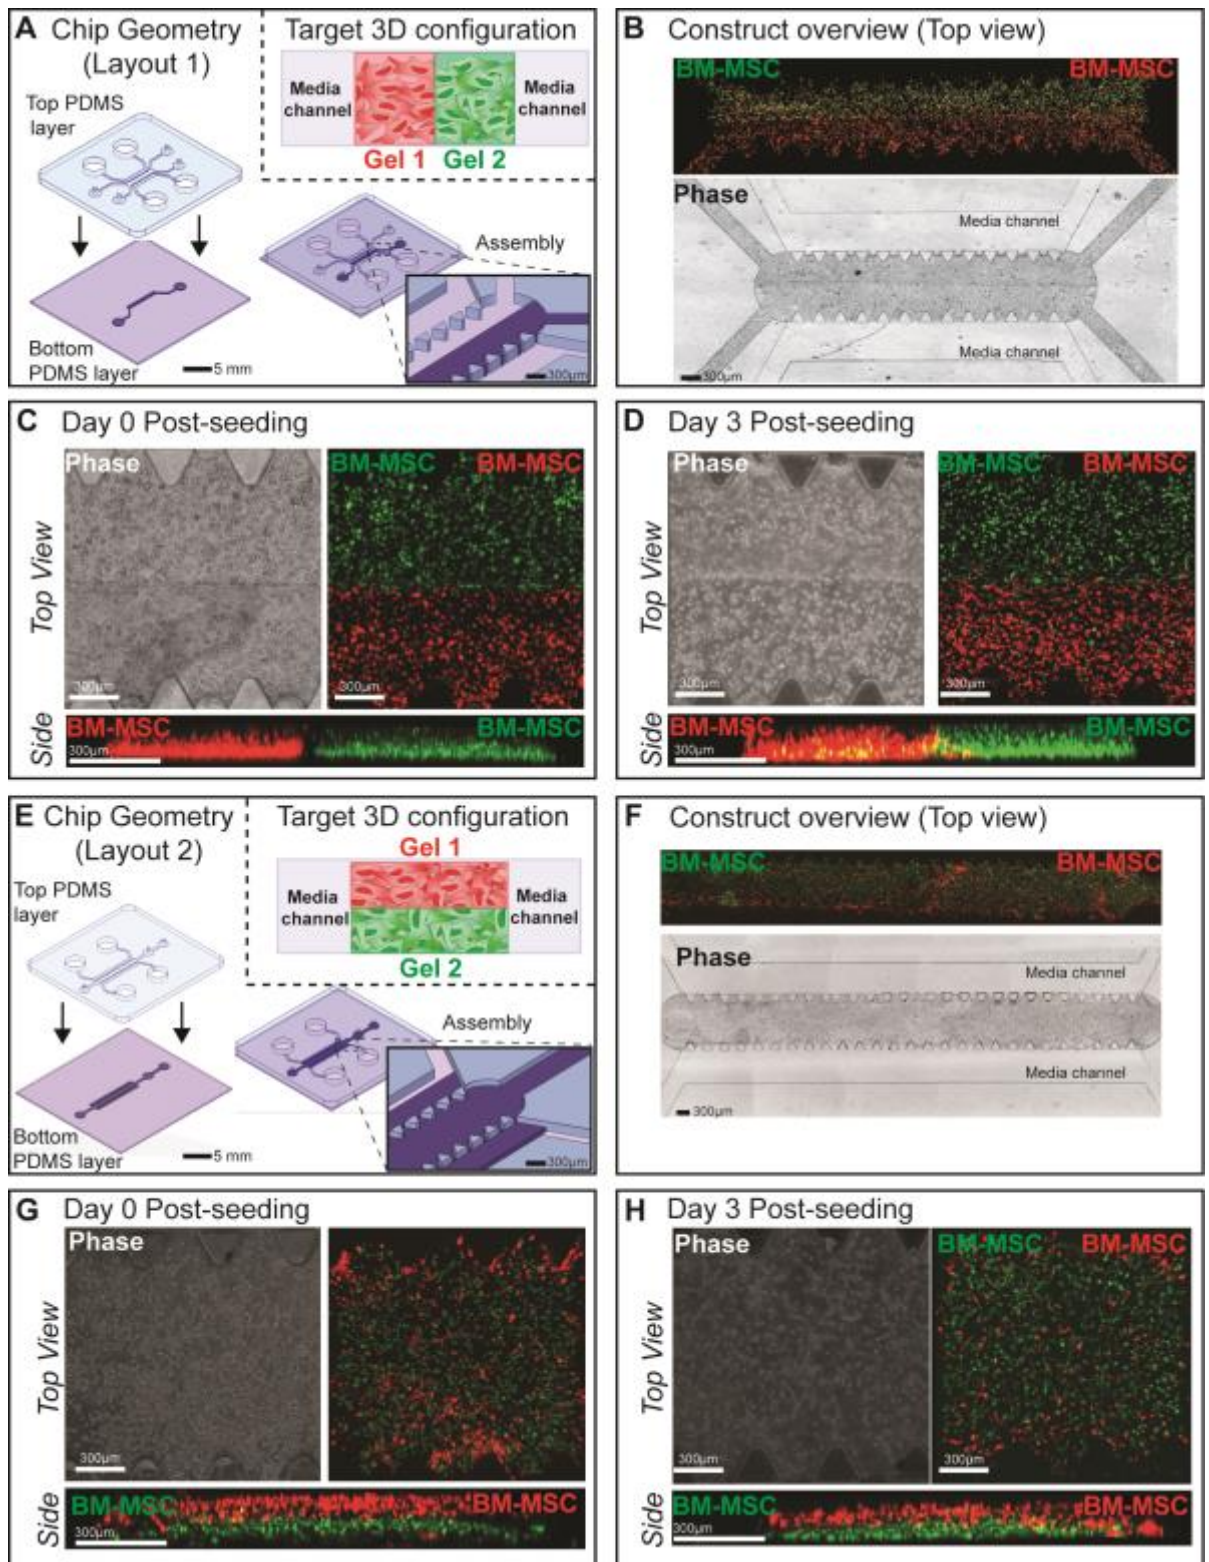 A Chip Geometry
(Layout 1)
Target 3D configuration
Top PDMS
layer
Media
channel
Media
channel
Gel 1 Gel 2
Assembly
Bottom
PDMS layer
5 mm
300µm
B Construct overview (Top view)
BM-MSC BM-MSC
Phase
Media channel
Media channel
300µm
C Day 0 Post-seeding
Top View
Phase
BM-MSC BM-MSC
300µm
300µm
Side
BM-MSC BM-MSC
300µm
D Day 3 Post-seeding
Top View
Phase
BM-MSC BM-MSC
300µm
300µm
Side
BM-MSC BM-MSC
300µm
E Chip Geometry
(Layout 2)
Target 3D configuration
Gel 1
Top PDMS
layer
Media
channel
Media
channel
Gel 2
Assembly
Bottom
PDMS layer
5 mm
300µm
F Construct overview (Top view)
BM-MSC BM-MSC
Phase
Media channel
Media channel
300µm
G Day 0 Post-seeding
Top View
Phase
300µm
300µm
Side
BM-MSC BM-MSC
300µm
H Day 3 Post-seeding
Top View
Phase
BM-MSC BM-MSC
300µm
300µm
Side
BM-MSC BM-MSC
300µm